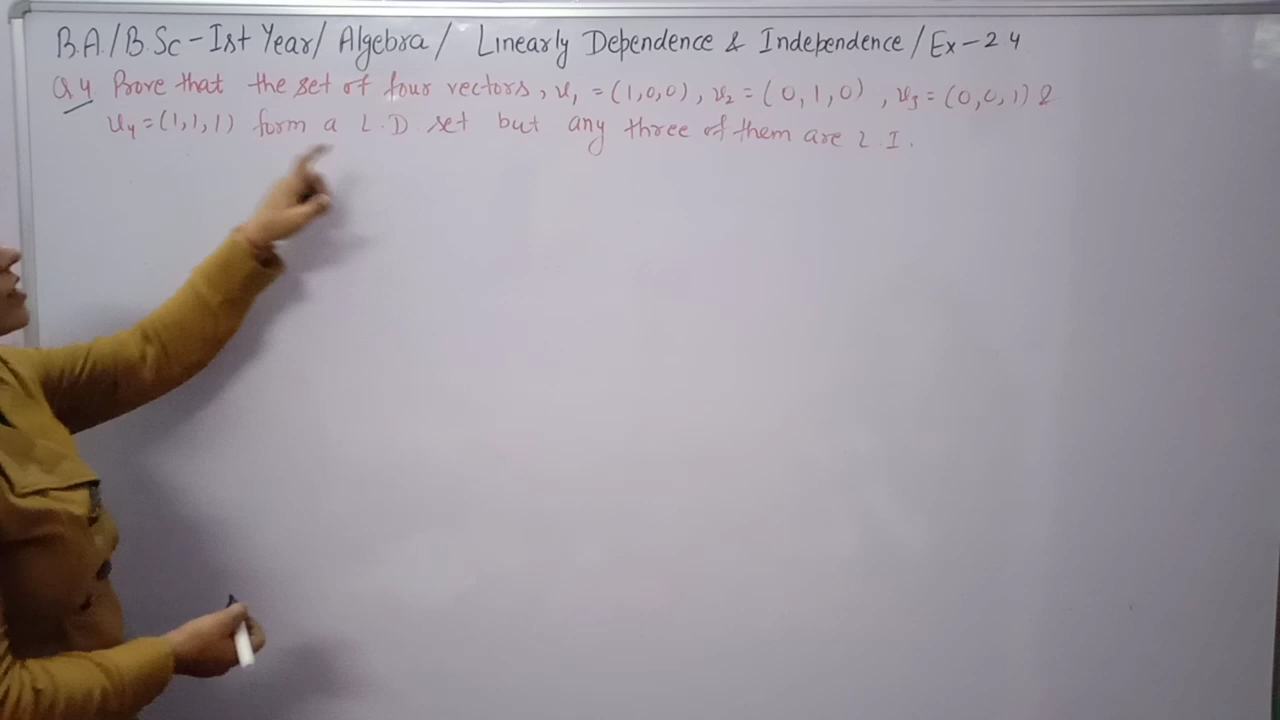 B.A./B.Sc-Ist Year/ Algebra/ Linearly Dependence & Independence/Ex-2.4
Q.4 Prove that the set of four vectors, v₁ = (1,0,0), v₂ = (0,1,0), v₃ = (0,0,1) &
v₄ = (1,1,1) form a L.D set but any three of them are L.I.